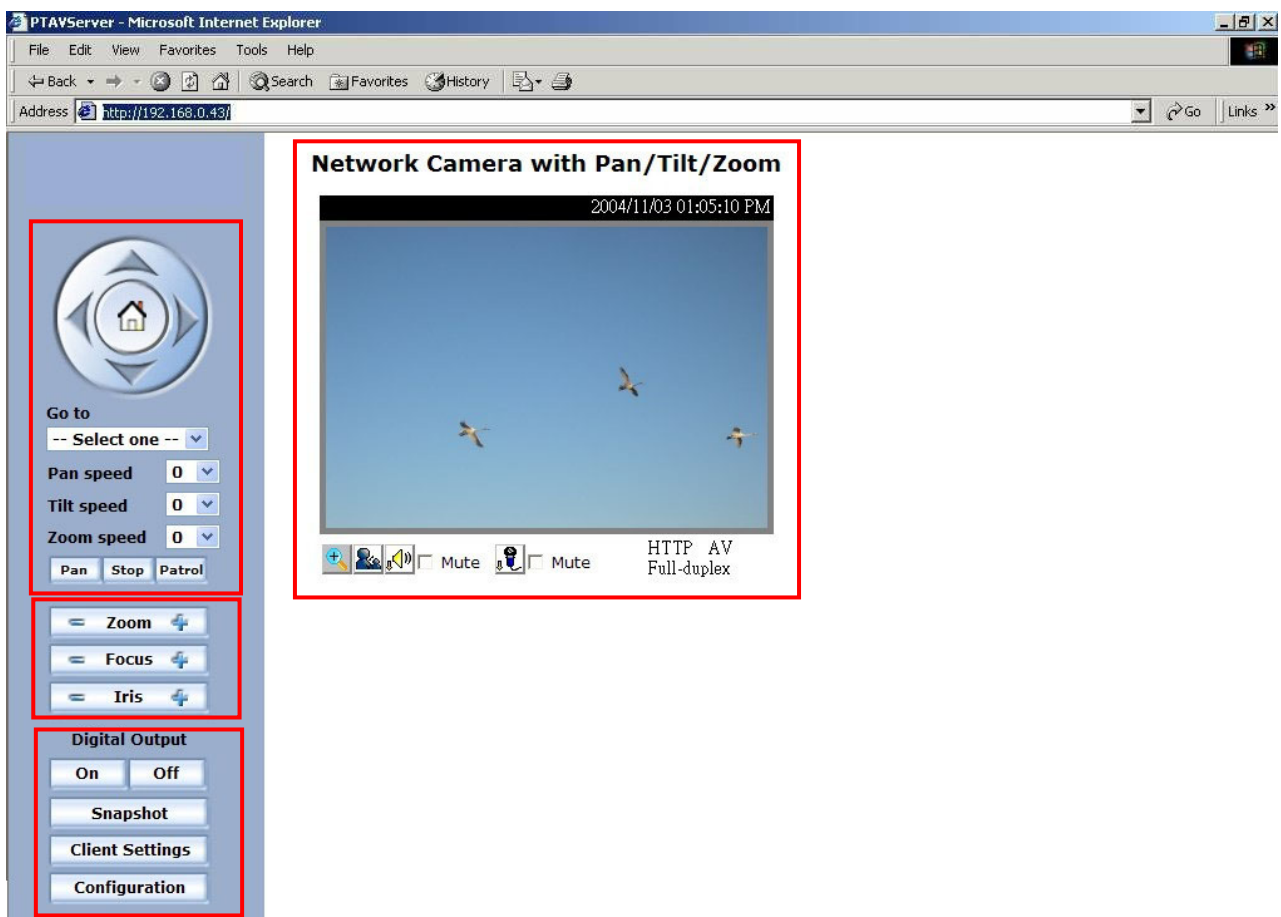 PTAVServer - Microsoft Internet Explorer
File Edit View Favorites Tools Help
Back Search Favorites History
Address http://192.168.0.43/ Go Links »
Network Camera with Pan/Tilt/Zoom
2004/11/03 01:05:10 PM
Go to
-- Select one --
Pan speed 0
Tilt speed 0
Zoom speed 0
Pan Stop Patrol
Mute Mute HTTP AV
Full-duplex
Zoom
Focus
Iris
Digital Output
On Off
Snapshot
Client Settings
Configuration